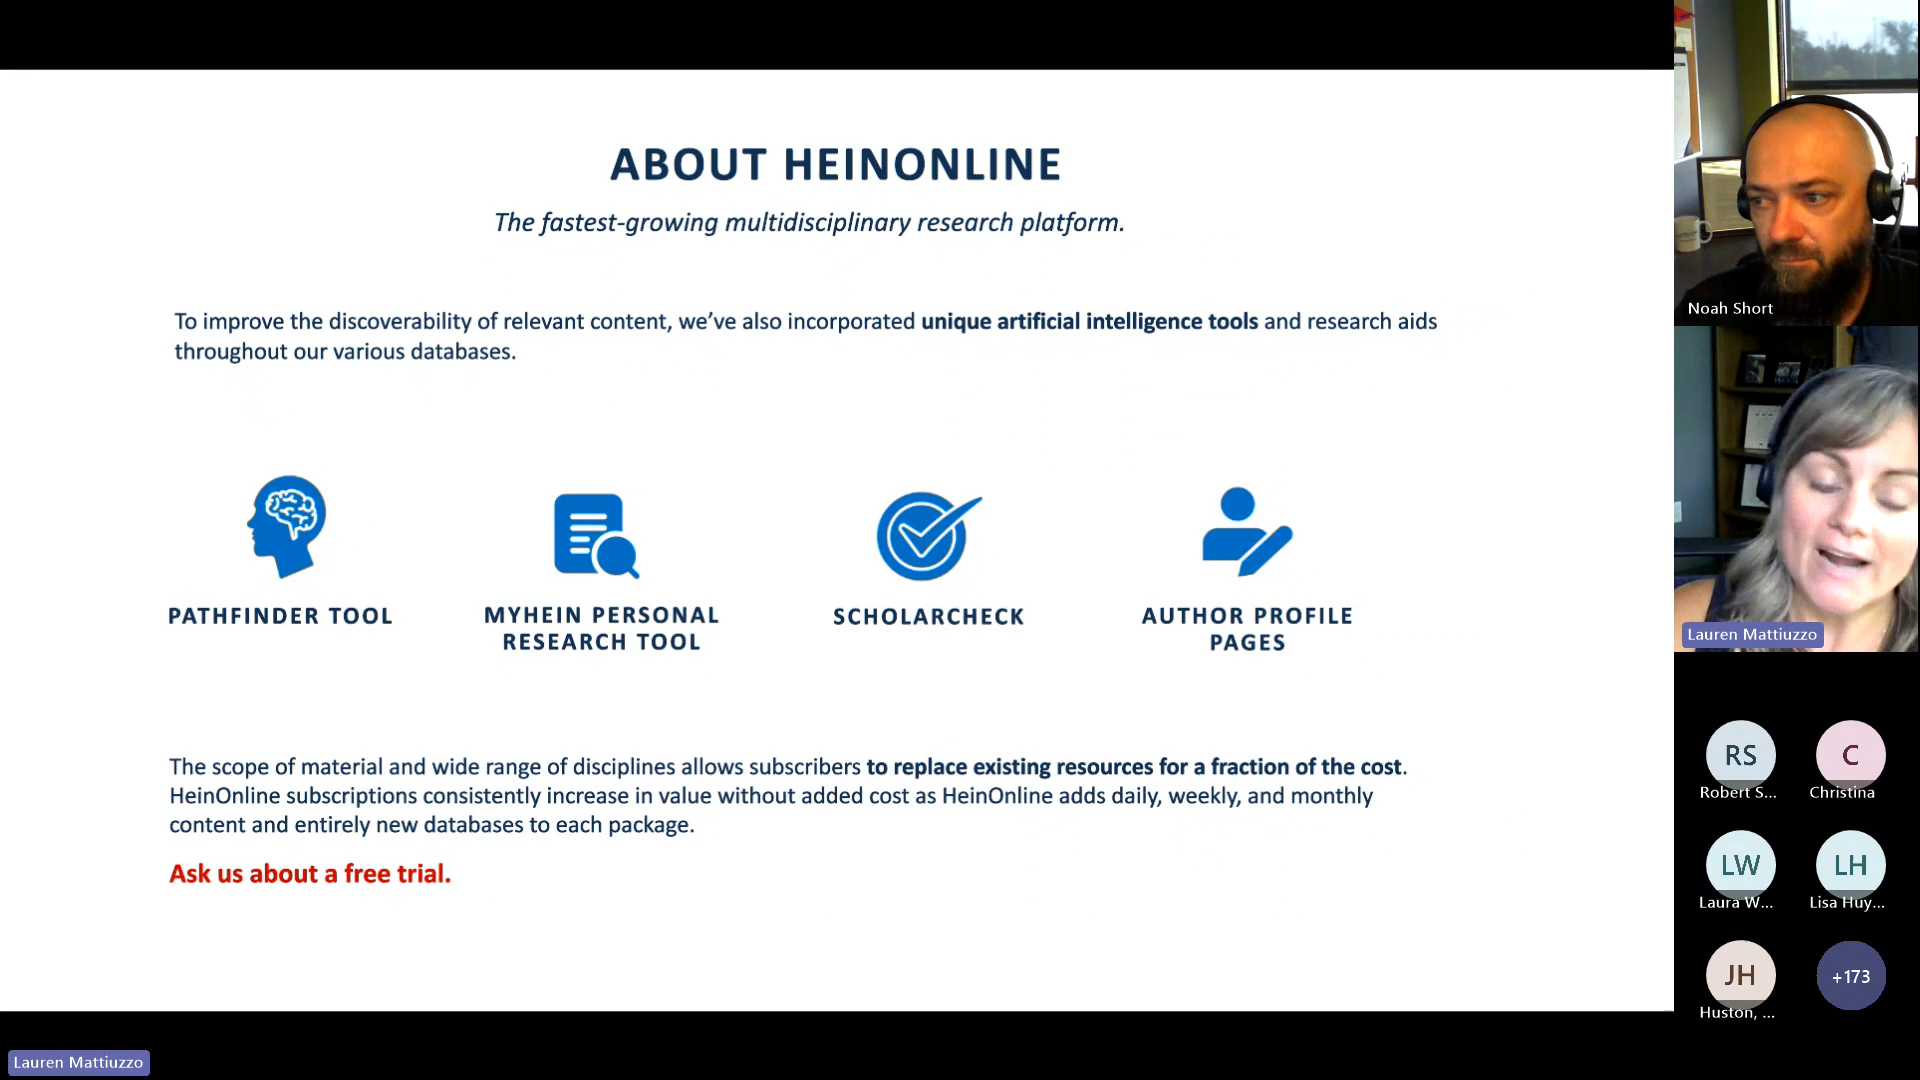 ABOUT HEINONLINE
The fastest-growing multidisciplinary research platform.
To improve the discoverability of relevant content, we’ve also incorporated unique artificial intelligence tools and research aids
throughout our various databases.
PATHFINDER TOOL
MYHEIN PERSONAL
RESEARCH TOOL
SCHOLARCHECK
AUTHOR PROFILE
PAGES
The scope of material and wide range of disciplines allows subscribers to replace existing resources for a fraction of the cost.
HeinOnline subscriptions consistently increase in value without added cost as HeinOnline adds daily, weekly, and monthly
content and entirely new databases to each package.
Ask us about a free trial.
Noah Short
Lauren Mattiuzzo
RS
Robert S...
C
Christina
LW
Laura W...
LH
Lisa Huy...
JH
Huston, ...
+173
Lauren Mattiuzzo